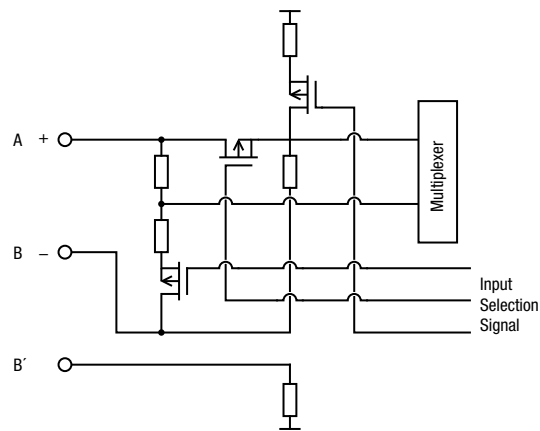 A +
Multiplexer
B –
Input
Selection
Signal
B´